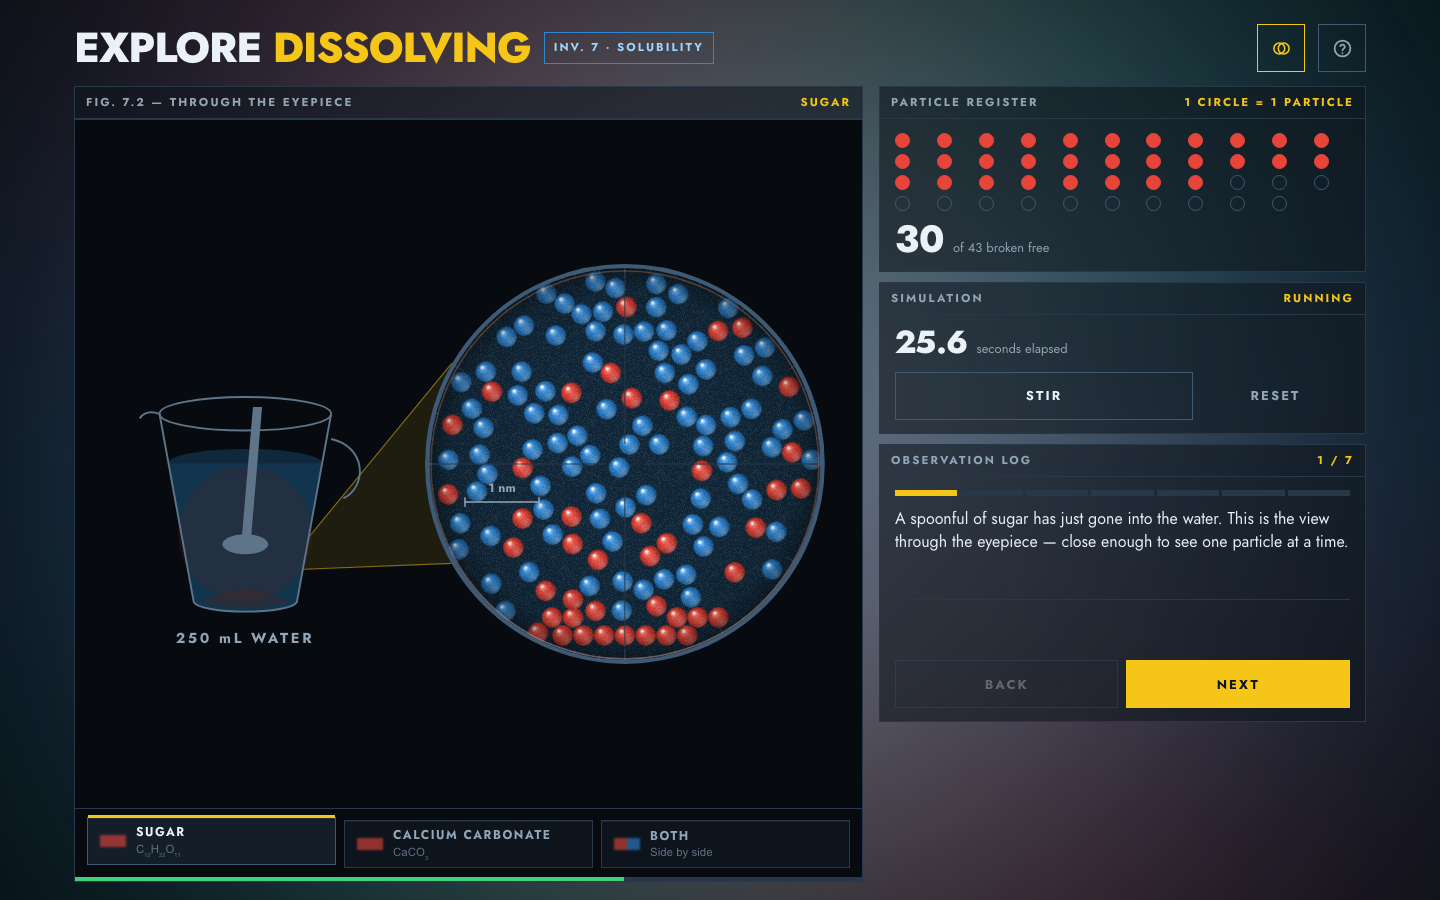 EXPLORE DISSOLVING
INV. 7 · SOLUBILITY
FIG. 7.2 — THROUGH THE EYEPIECE
SUGAR
1 nm
250 mL WATER
SUGAR
C₁₂H₂₂O₁₁
CALCIUM CARBONATE
CaCO₃
BOTH
Side by side
PARTICLE REGISTER
1 CIRCLE = 1 PARTICLE
30 of 43 broken free
SIMULATION
RUNNING
25.6 seconds elapsed
STIR
RESET
OBSERVATION LOG
1 / 7
A spoonful of sugar has just gone into the water. This is the view
through the eyepiece — close enough to see one particle at a time.
BACK
NEXT